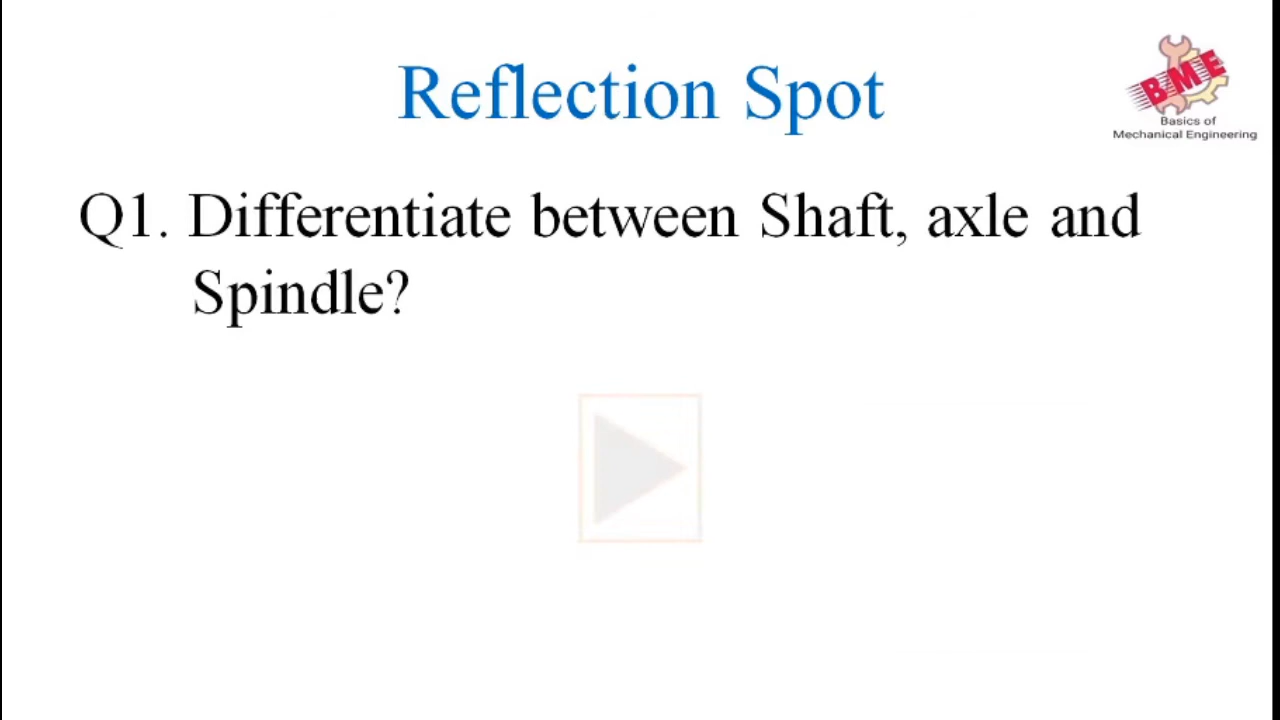 Reflection Spot
BME
Basics of
Mechanical Engineering
Q1. Differentiate between Shaft, axle and
Spindle?